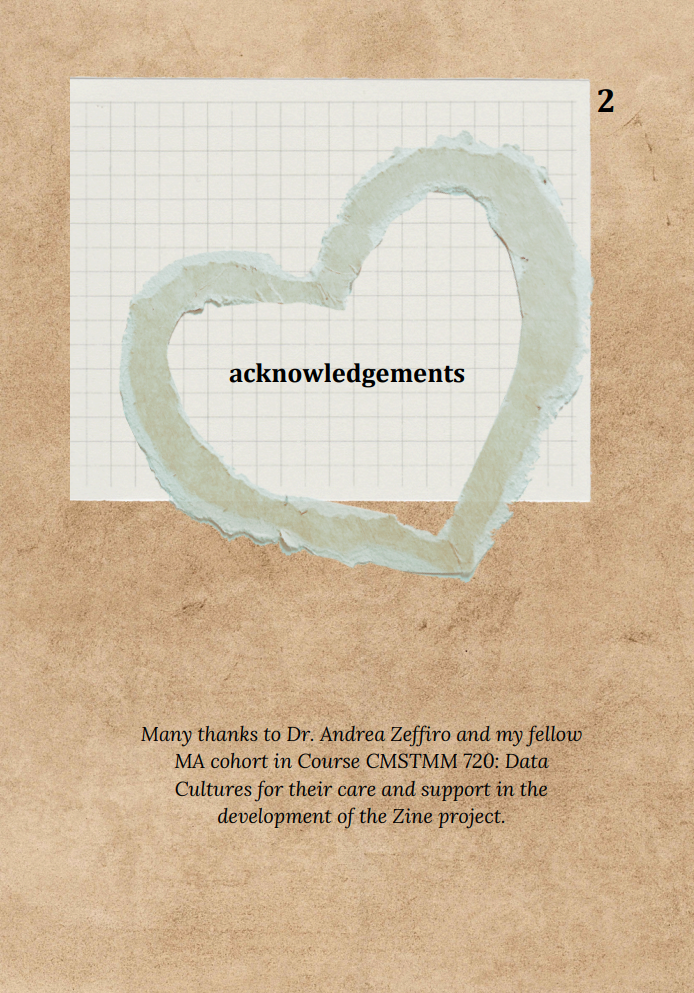 2
acknowledgements
Many thanks to Dr. Andrea Zeffiro and my fellow
MA cohort in Course CMSTMM 720: Data
Cultures for their care and support in the
development of the Zine project.